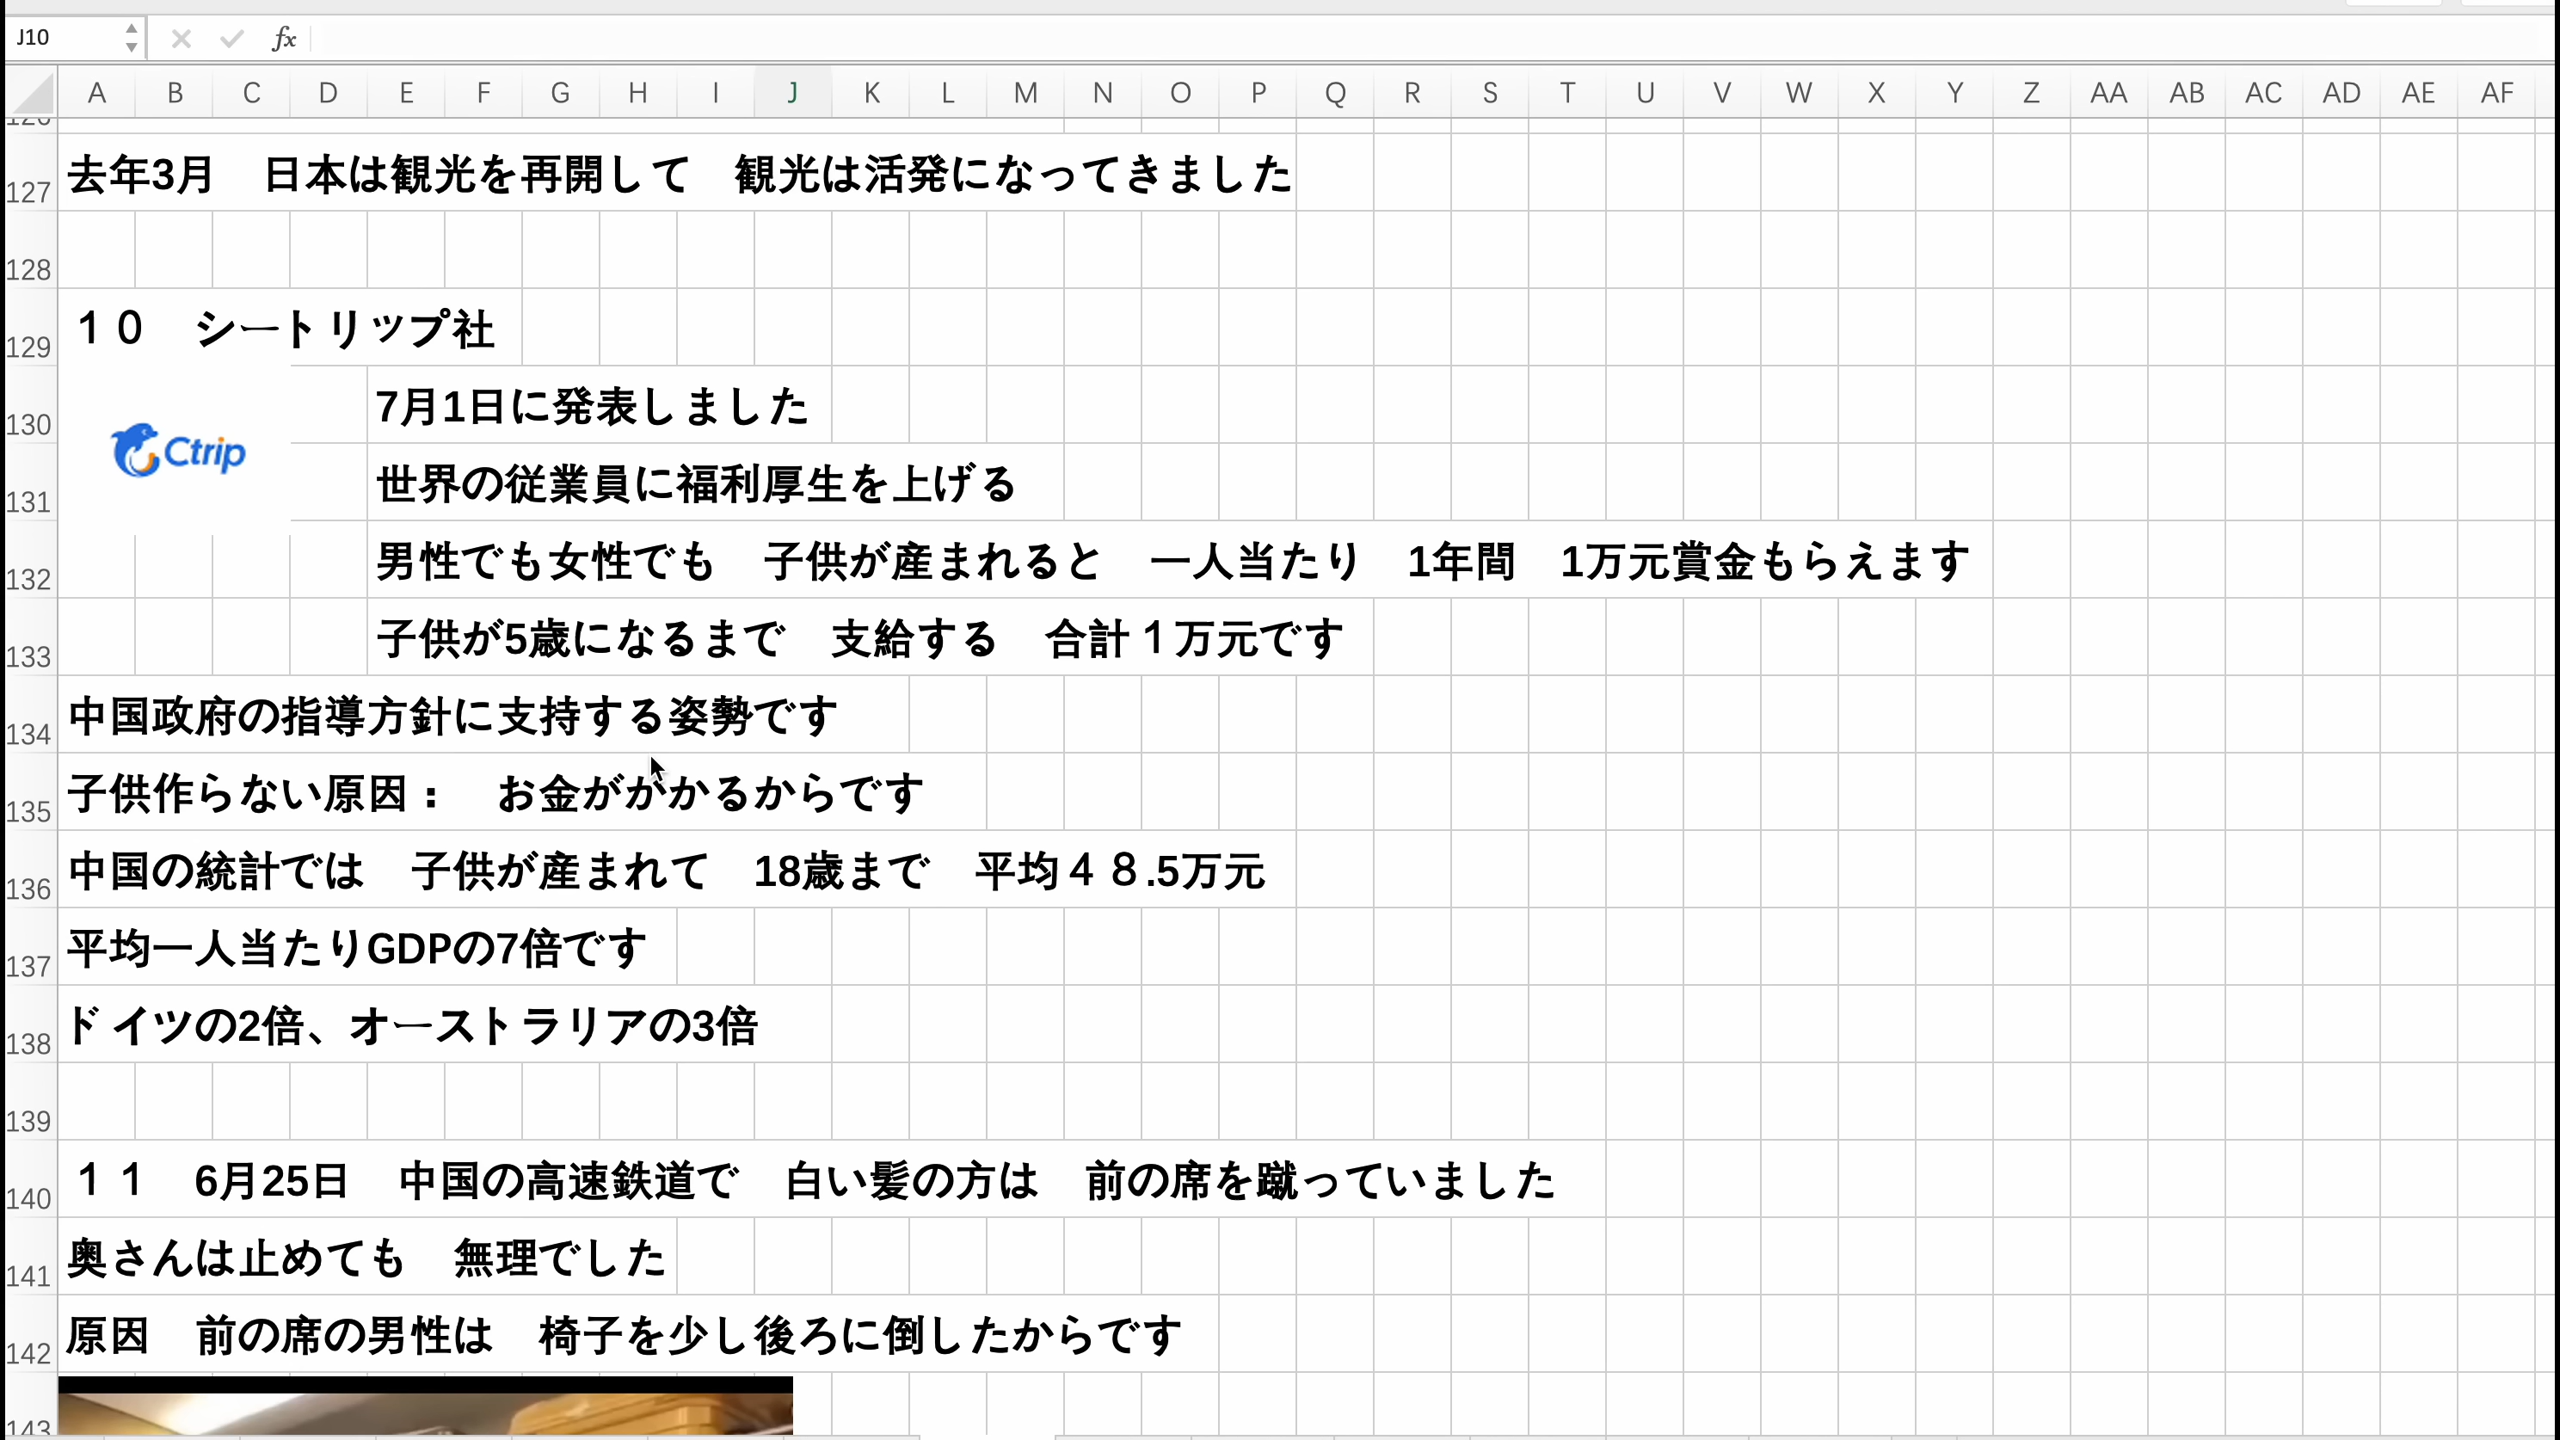 J10
fx
A B C D E F G H I J K L M N O P Q R S T U V W X Y Z AA AB AC AD AE AF
126
127 去年3月　日本は観光を再開して　観光は活発になってきました
128
129 １０　シートリップ社
130 7月1日に発表しました
Ctrip
131 世界の従業員に福利厚生を上げる
132 男性でも女性でも　子供が産まれると　一人当たり　1年間　1万元賞金もらえます
133 子供が5歳になるまで　支給する　合計１万元です
134 中国政府の指導方針に支持する姿勢です
135 子供作らない原因：　お金ががかるからです
136 中国の統計では　子供が産まれて　18歳まで　平均４８.5万元
137 平均一人当たりGDPの7倍です
138 ドイツの2倍、オーストラリアの3倍
139
140 １１　6月25日　中国の高速鉄道で　白い髪の方は　前の席を蹴っていました
141 奥さんは止めても　無理でした
142 原因　前の席の男性は　椅子を少し後ろに倒したからです
143